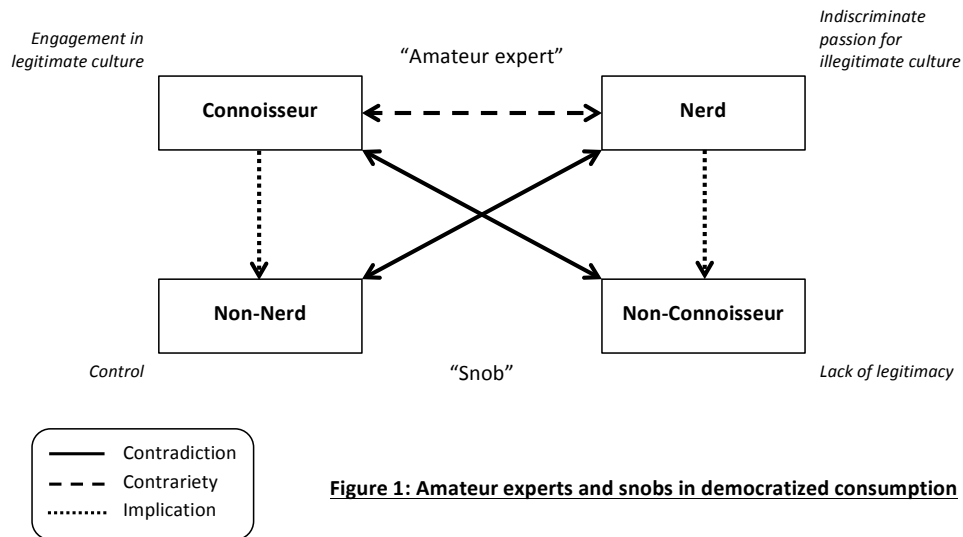 Engagement in
legitimate culture
“Amateur expert”
Indiscriminate
passion for
illegitimate culture
Connoisseur
Nerd
Non-Nerd
Non-Connoisseur
Control
“Snob”
Lack of legitimacy
Contradiction
Contrariety
Implication
Figure 1: Amateur experts and snobs in democratized consumption